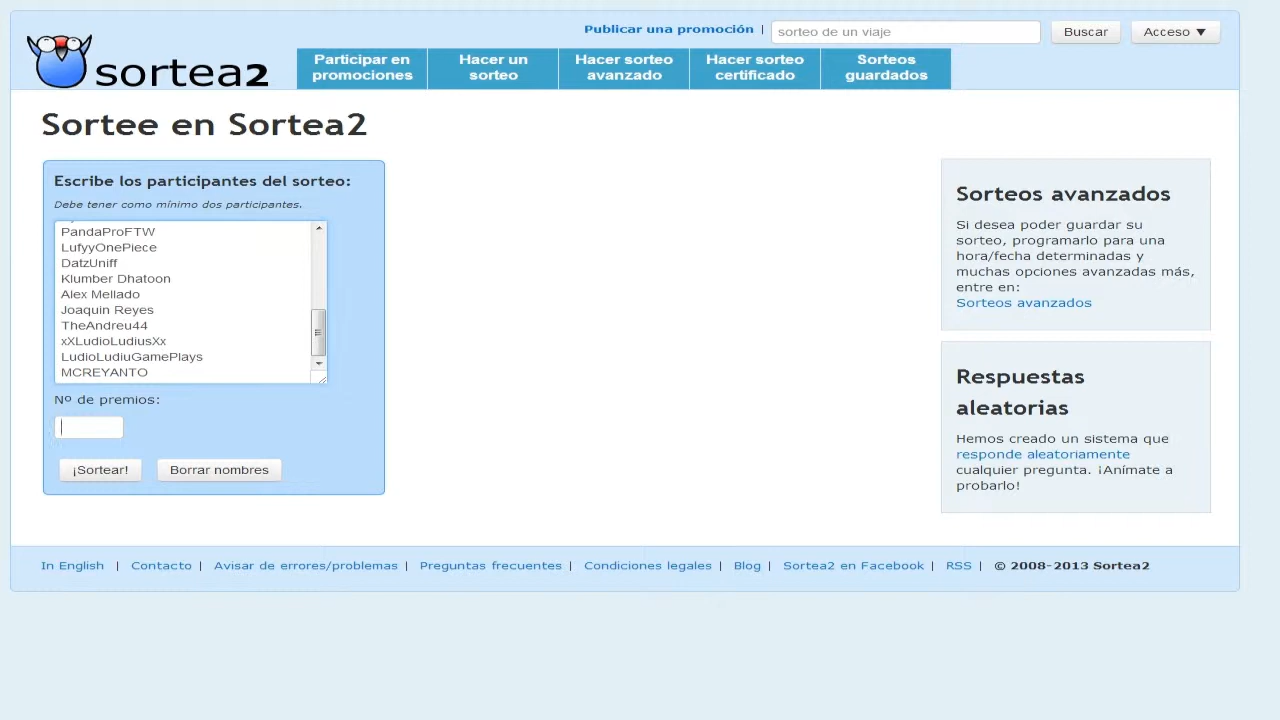 Publicar una promoción |
sorteo de un viaje
Buscar
Acceso ▼
sortea2
Participar en
promociones
Hacer un
sorteo
Hacer sorteo
avanzado
Hacer sorteo
certificado
Sorteos
guardados
Sortee en Sortea2
Escribe los participantes del sorteo:
Debe tener como mínimo dos participantes.
PandaProFTW
LufyyOnePiece
DatzUniff
Klumber Dhatoon
Alex Mellado
Joaquin Reyes
TheAndreu44
xXLudioLudiusXx
LudioLudiuGamePlays
MCREYANTO
Nº de premios:
¡Sortear!
Borrar nombres
Sorteos avanzados
Si desea poder guardar su
sorteo, programarlo para una
hora/fecha determinadas y
muchas opciones avanzadas más,
entre en:
Sorteos avanzados
Respuestas
aleatorias
Hemos creado un sistema que
responde aleatoriamente
cualquier pregunta. ¡Anímate a
probarlo!
In English | Contacto | Avisar de errores/problemas | Preguntas frecuentes | Condiciones legales | Blog | Sortea2 en Facebook | RSS | © 2008-2013 Sortea2